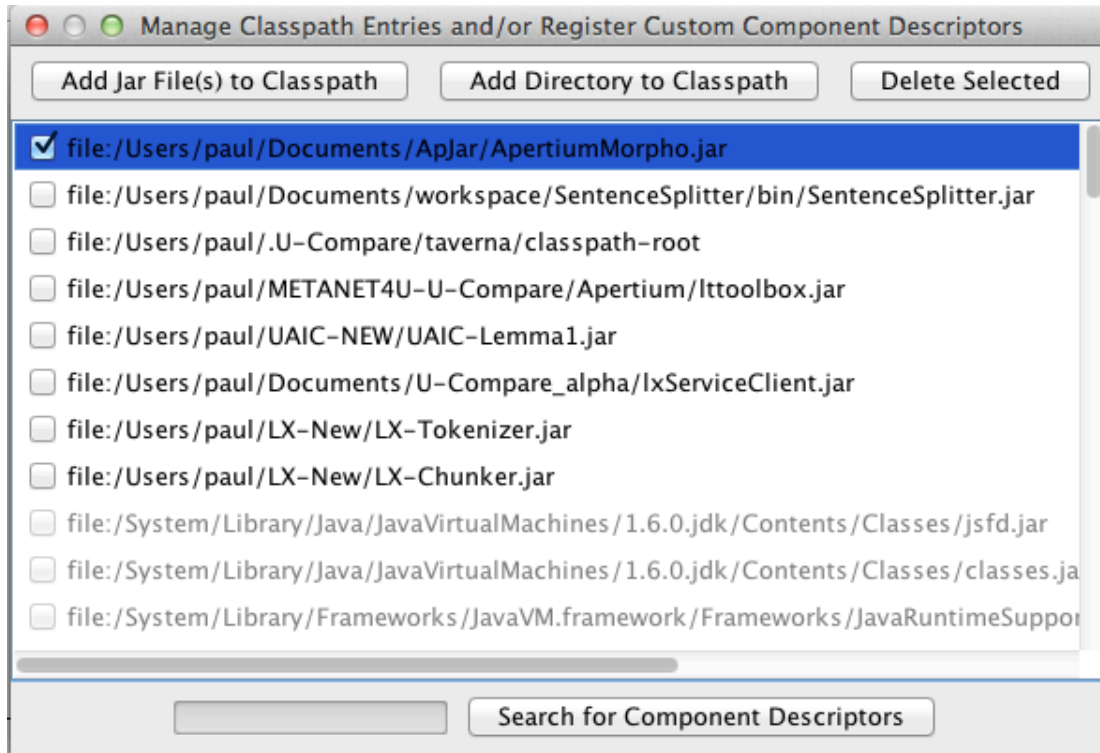 Manage Classpath Entries and/or Register Custom Component Descriptors
Add Jar File(s) to Classpath Add Directory to Classpath Delete Selected
file:/Users/paul/Documents/ApJar/ApertiumMorpho.jar
file:/Users/paul/Documents/workspace/SentenceSplitter/bin/SentenceSplitter.jar
file:/Users/paul/.U-Compare/taverna/classpath-root
file:/Users/paul/METANET4U-U-Compare/Apertium/lttoolbox.jar
file:/Users/paul/UAIC-NEW/UAIC-Lemma1.jar
file:/Users/paul/Documents/U-Compare_alpha/lxServiceClient.jar
file:/Users/paul/LX-New/LX-Tokenizer.jar
file:/Users/paul/LX-New/LX-Chunker.jar
file:/System/Library/Java/JavaVirtualMachines/1.6.0.jdk/Contents/Classes/jsfd.jar
file:/System/Library/Java/JavaVirtualMachines/1.6.0.jdk/Contents/Classes/classes.ja
file:/System/Library/Frameworks/JavaVM.framework/Frameworks/JavaRuntimeSuppor
Search for Component Descriptors